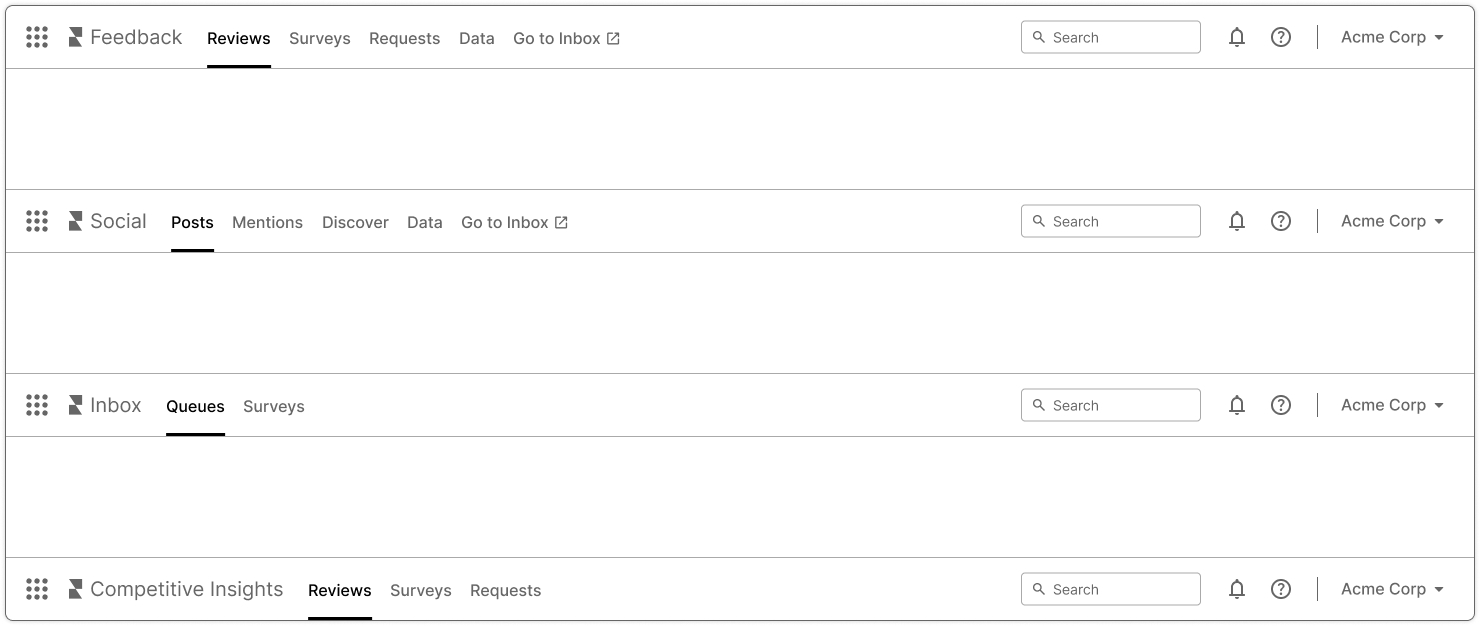 Feedback Reviews Surveys Requests Data Go to Inbox Search Acme Corp
Social Posts Mentions Discover Data Go to Inbox Search Acme Corp
Inbox Queues Surveys Search Acme Corp
Competitive Insights Reviews Surveys Requests Search Acme Corp